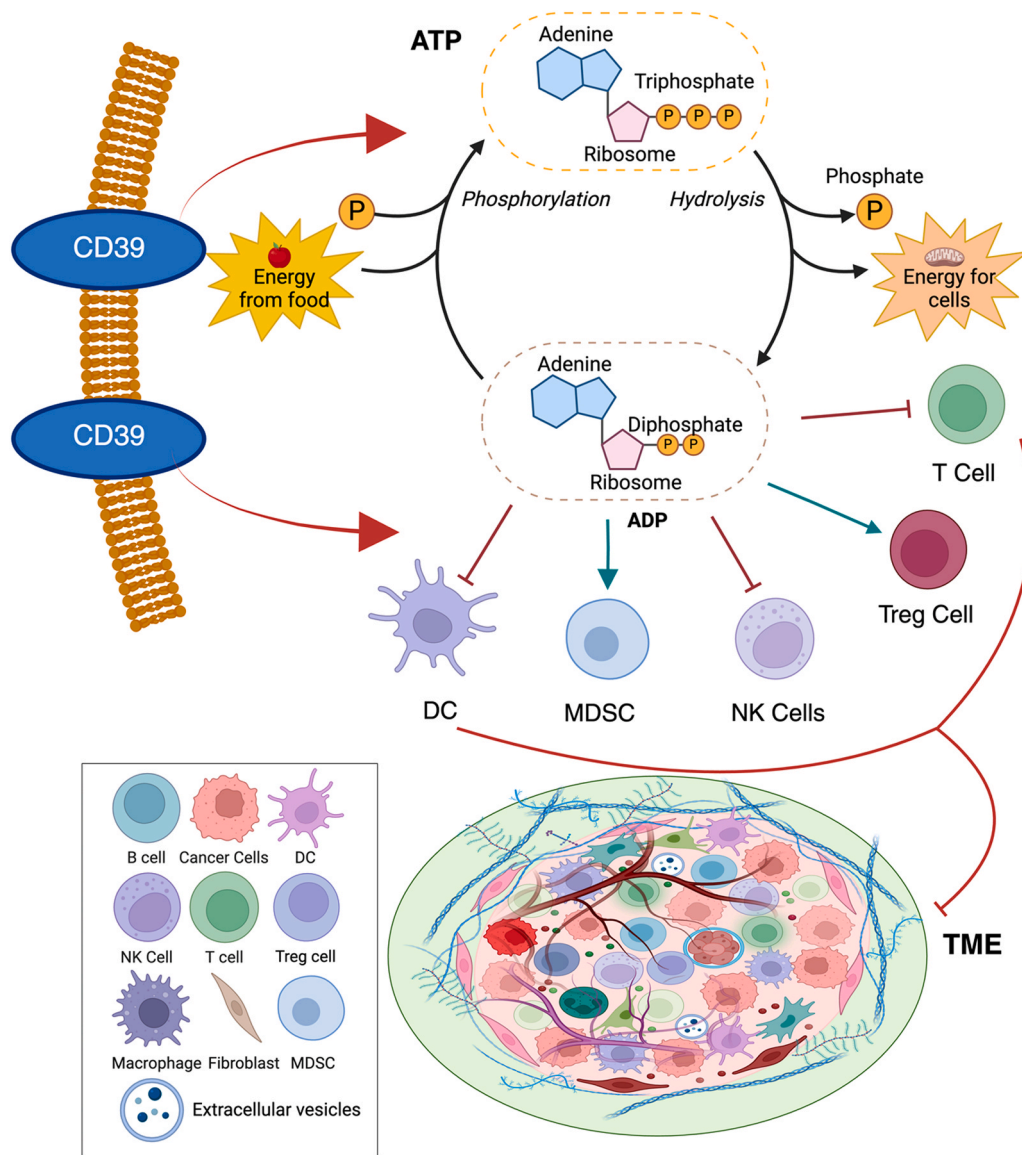 ATP
Adenine
Triphosphate
P P P
Ribosome
CD39
P
Phosphorylation
Hydrolysis
Phosphate
P
Energy
from food
Energy for
cells
Adenine
CD39
Diphosphate
P P
Ribosome
ADP
T Cell
Treg Cell
DC
MDSC
NK Cells
B cell
Cancer Cells
DC
NK Cell
T cell
Treg cell
Macrophage
Fibroblast
MDSC
Extracellular vesicles
TME